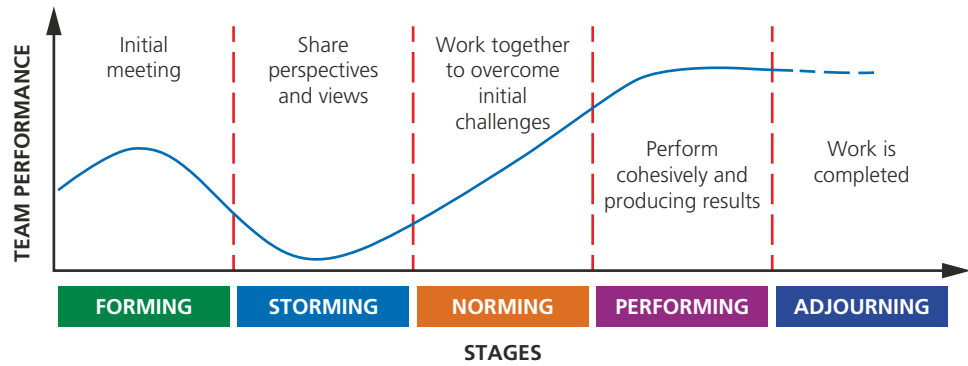 TEAM PERFORMANCE
Initial
meeting
Share
perspectives
and views
Work together
to overcome
initial
challenges
Perform
cohesively and
producing results
Work is
completed
FORMING
STORMING
NORMING
PERFORMING
ADJOURNING
STAGES